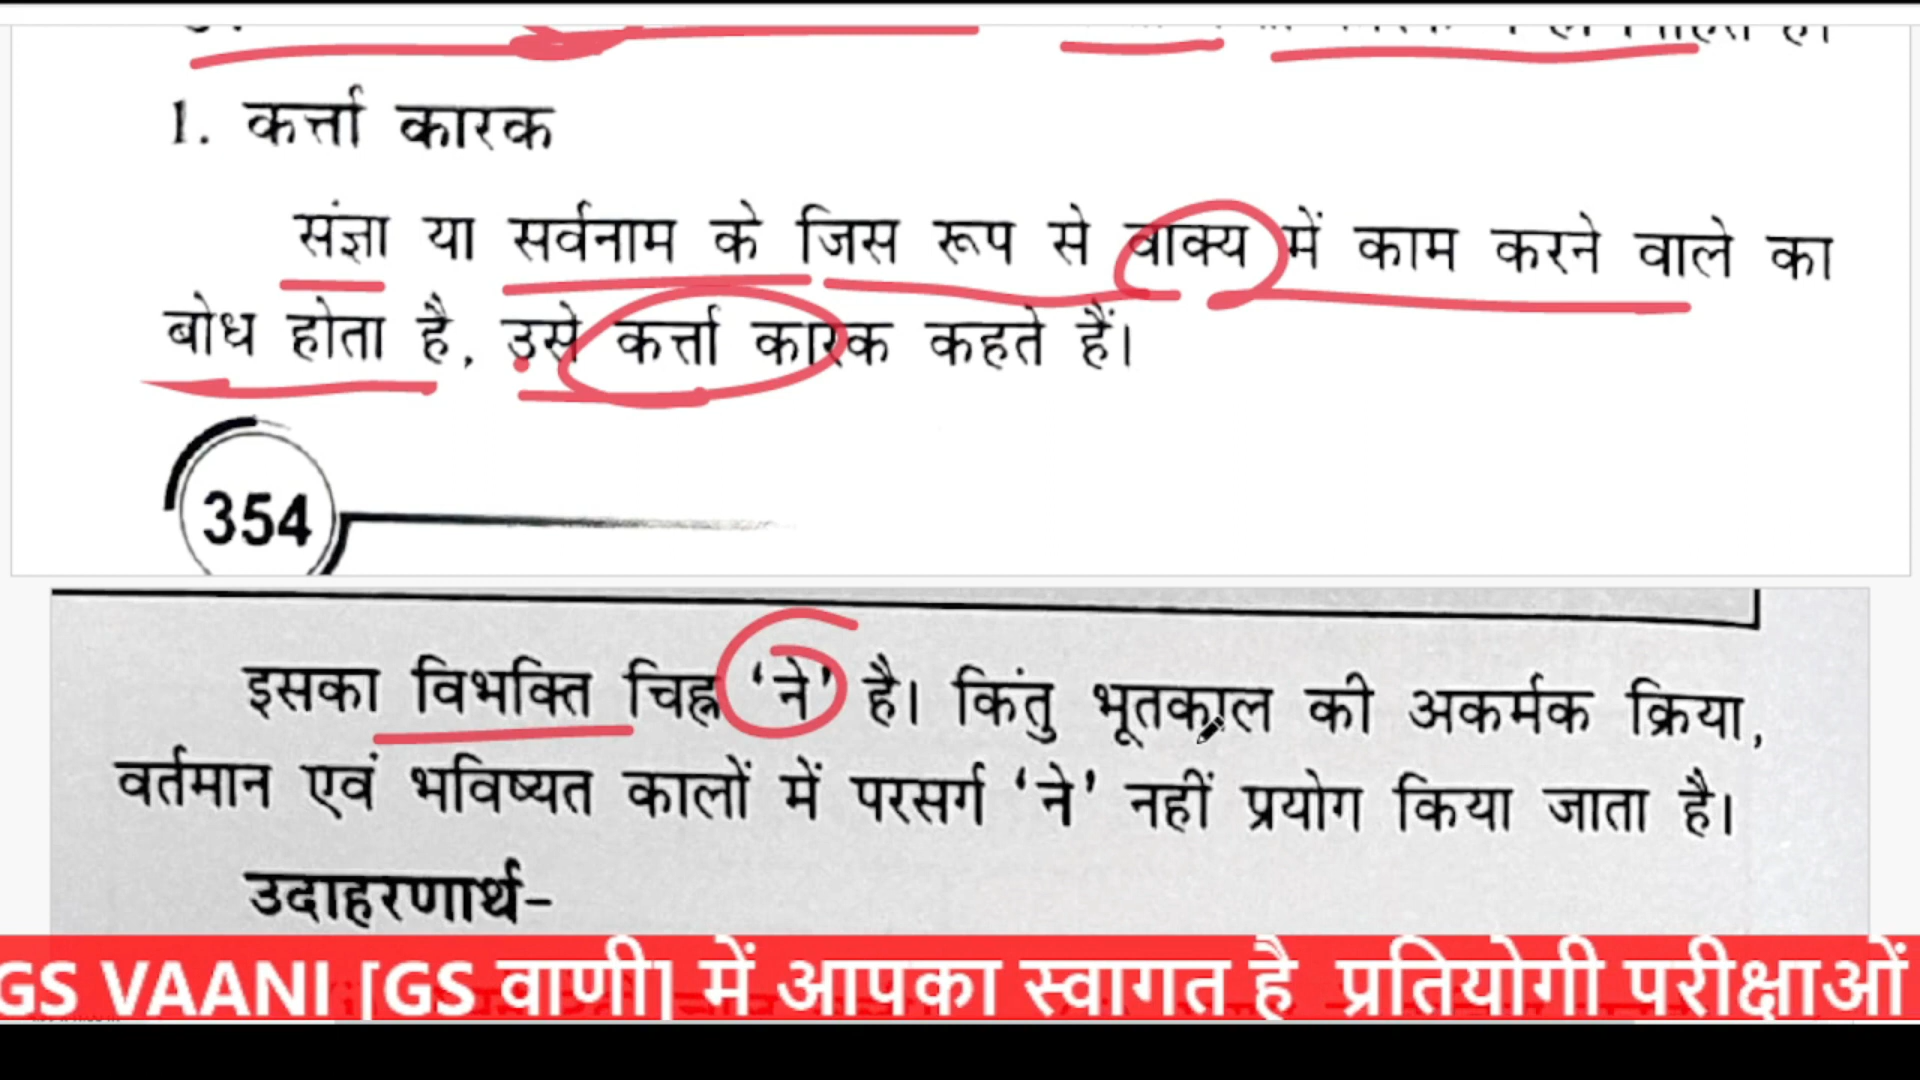 1. कर्त्ता कारक
संज्ञा या सर्वनाम के जिस रूप से वाक्य में काम करने वाले का
बोध होता है, उसे कर्त्ता कारक कहते हैं।
354
इसका विभक्ति चिह्न ‘ने’ है। किंतु भूतकाल की अकर्मक क्रिया,
वर्तमान एवं भविष्यत कालों में परसर्ग ‘ने’ नहीं प्रयोग किया जाता है।
उदाहरणार्थ-
GS VAANI [GS वाणी] में आपका स्वागत है प्रतियोगी परीक्षाओं